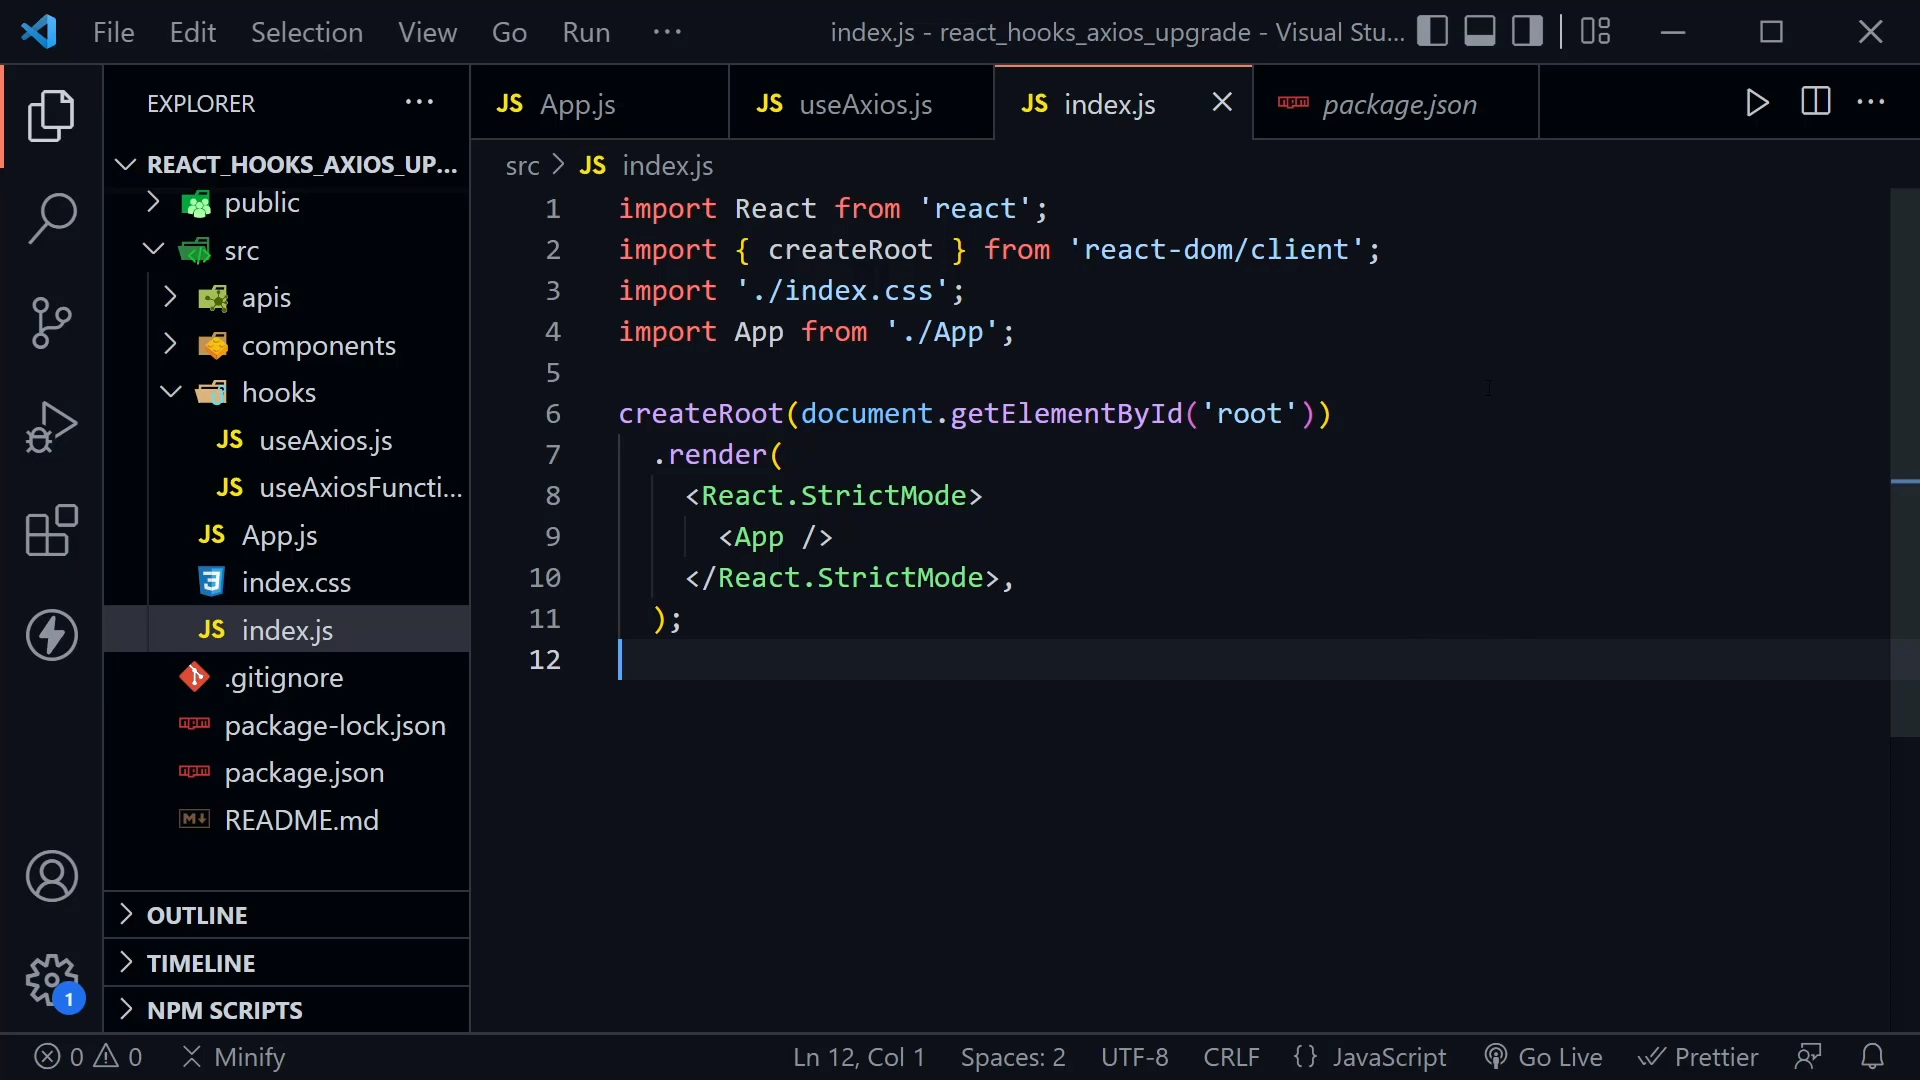 File Edit Selection View Go Run ··· index.js - react_hooks_axios_upgrade - Visual Stu...
EXPLORER ···
REACT_HOOKS_AXIOS_UP...
public
src
apis
components
hooks
JS useAxios.js
JS useAxiosFuncti...
JS App.js
index.css
JS index.js
.gitignore
package-lock.json
package.json
M↓ README.md
OUTLINE
TIMELINE
NPM SCRIPTS
1
JS App.js JS useAxios.js JS index.js package.json
src > JS index.js
1 import React from 'react';
2 import { createRoot } from 'react-dom/client';
3 import './index.css';
4 import App from './App';
5
6 createRoot(document.getElementById('root'))
7 .render(
8 <React.StrictMode>
9 <App />
10 </React.StrictMode>,
11 );
12
0 0 Minify Ln 12, Col 1 Spaces: 2 UTF-8 CRLF {} JavaScript Go Live Prettier